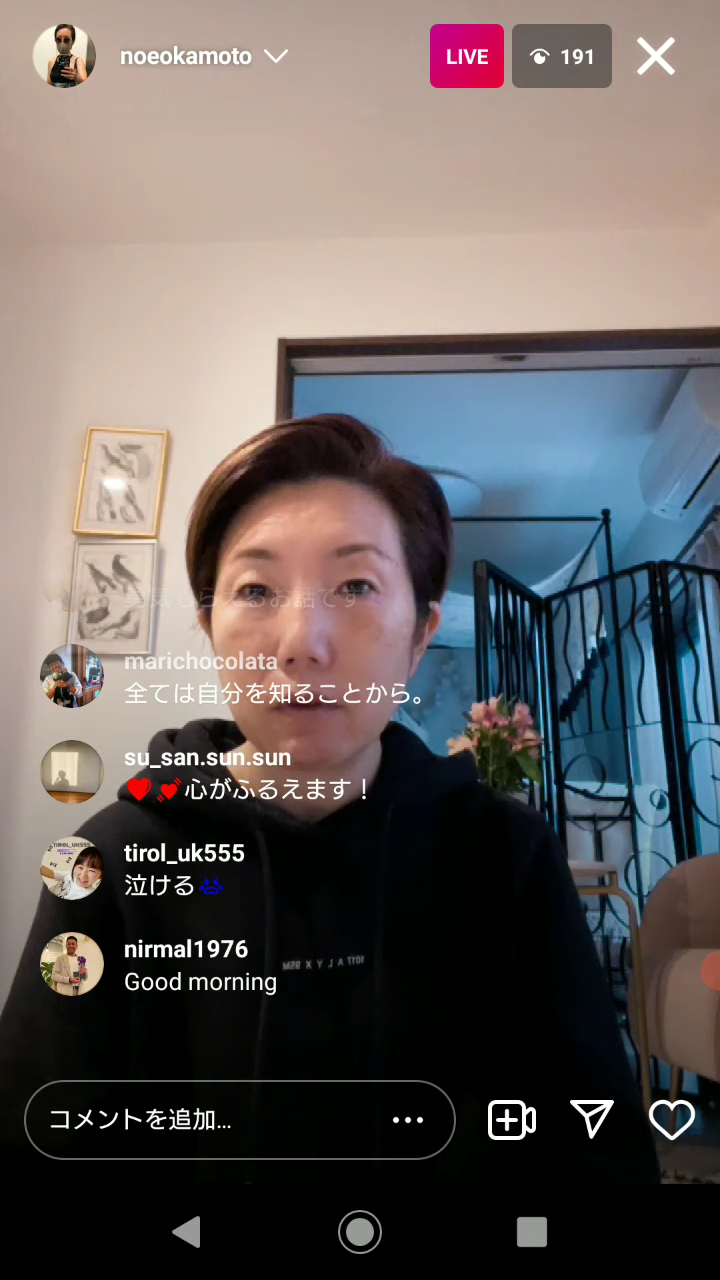 noeokamoto
LIVE
191
marichocolata
全ては自分を知ることから。
su_san.sun.sun
❤️💓心がふるえます！
tirol_uk555
泣ける😭
nirmal1976
Good morning
コメントを追加...